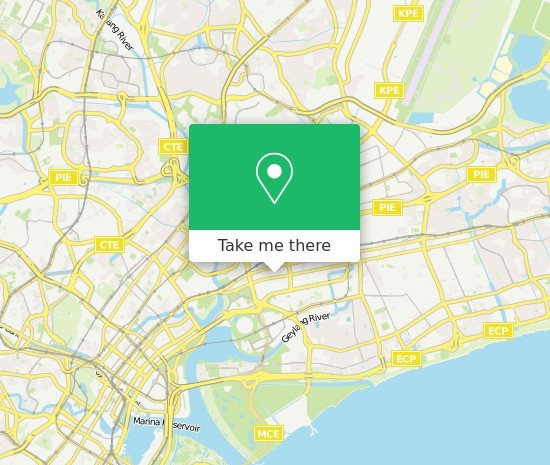 KPE
Kallang River
KPE
CTE
PIE
PIE
PIE
CTE
Take me there
Geylang River
ECP
ECP
Marina Reservoir
MCE